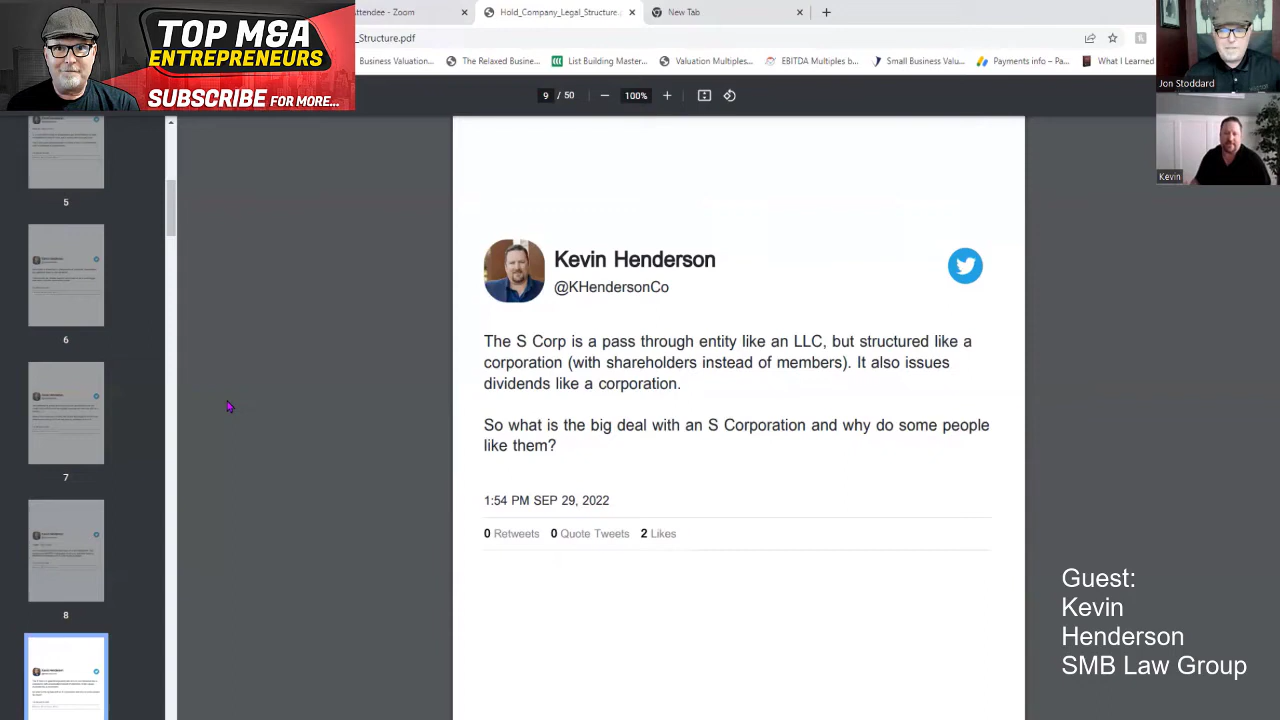 TOP M&A
ENTREPRENEURS
SUBSCRIBE FOR MORE...
ttendee - Zoom
Hold_Company_Legal_Structure.
New Tab
_Structure.pdf
Business Valuation...
The Relaxed Busine...
List Building Master...
Valuation Multiples...
EBITDA Multiples b...
Small Business Valu...
Payments info – Pa...
What I Learned
Jon Stoddard
Kevin
9 / 50
100%
5
6
7
8
Kevin Henderson
@KHendersonCo
The S Corp is a pass through entity like an LLC, but structured like a
corporation (with shareholders instead of members). It also issues
dividends like a corporation.
So what is the big deal with an S Corporation and why do some people
like them?
1:54 PM SEP 29, 2022
0 Retweets 0 Quote Tweets 2 Likes
Guest:
Kevin
Henderson
SMB Law Group